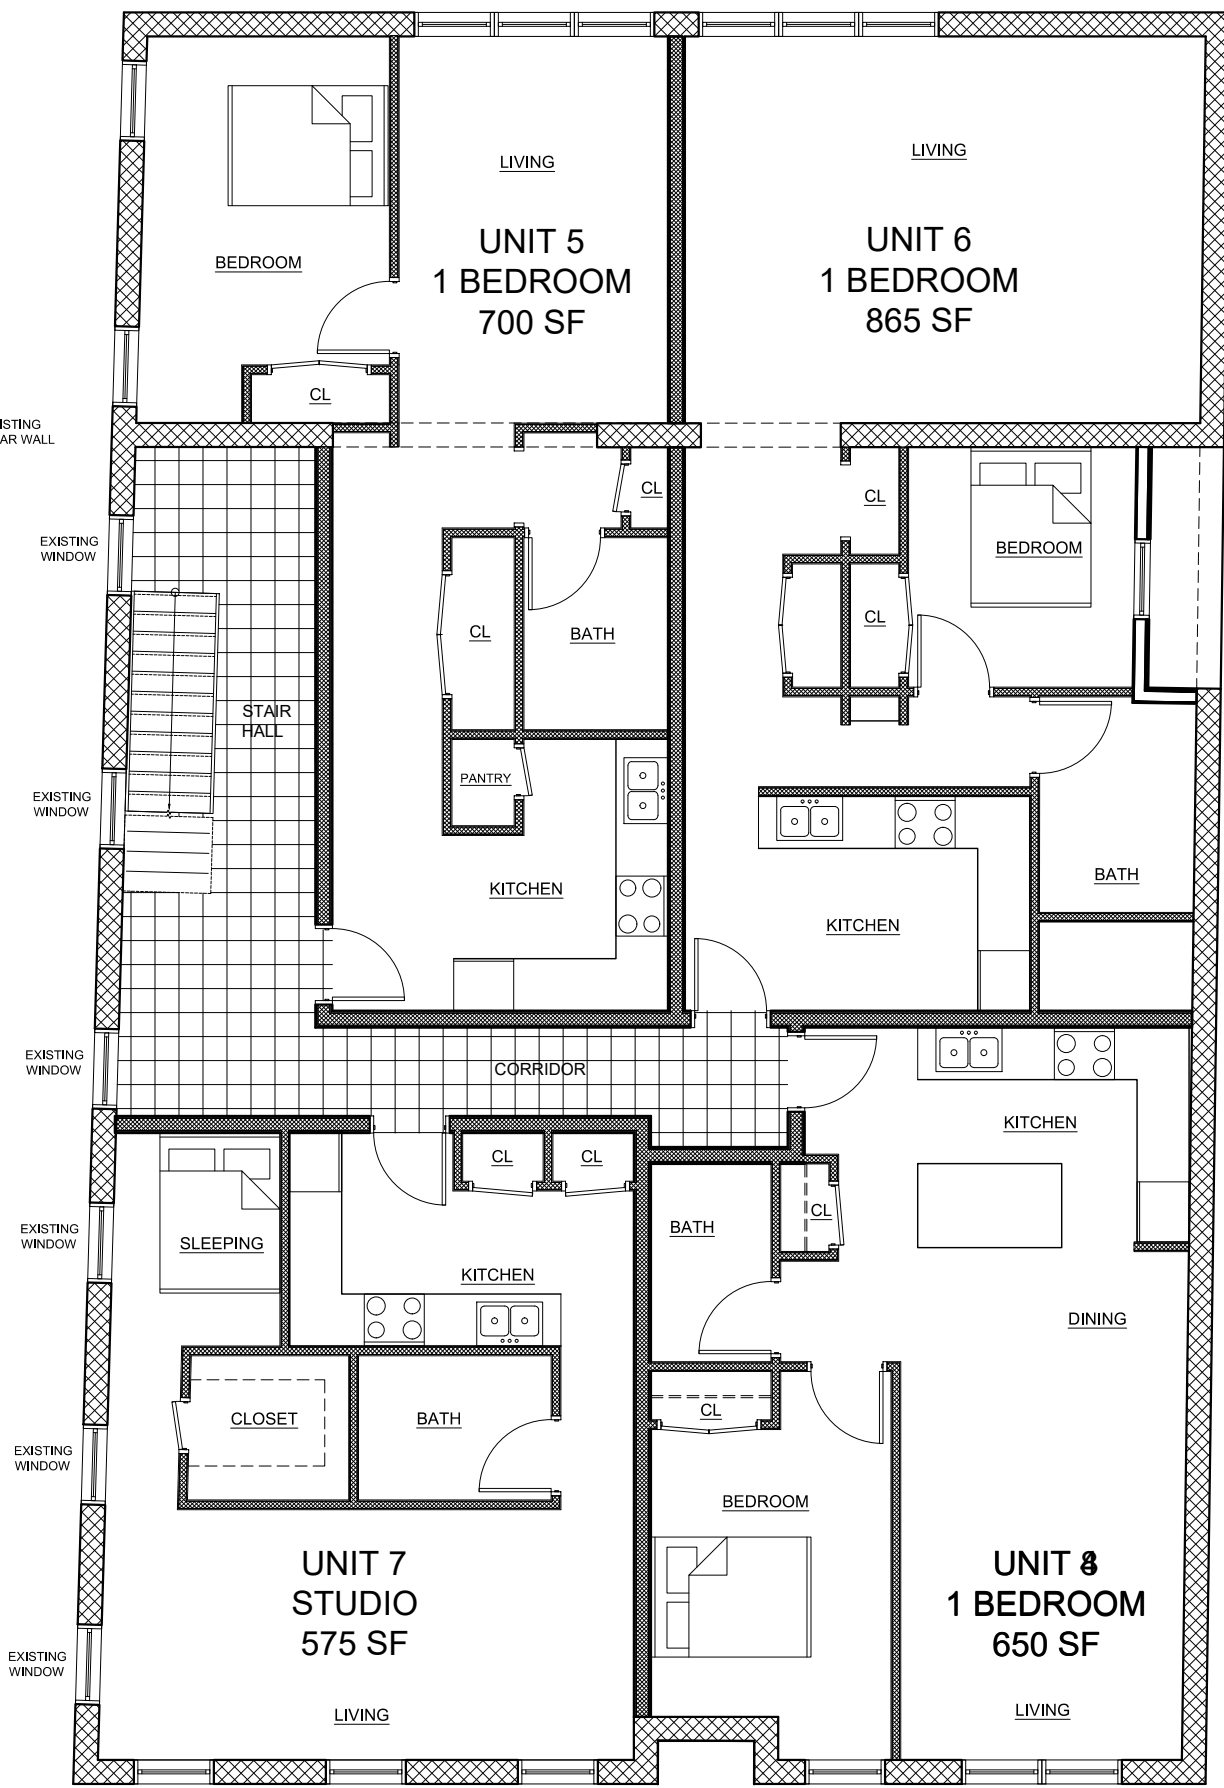 LIVING
LIVING
UNIT 5
1 BEDROOM
700 SF
UNIT 6
1 BEDROOM
865 SF
BEDROOM
CL
ISTING
AR WALL
CL
CL
BEDROOM
EXISTING
WINDOW
CL
BATH
CL
STAIR
HALL
PANTRY
EXISTING
WINDOW
KITCHEN
BATH
KITCHEN
EXISTING
WINDOW
CORRIDOR
KITCHEN
CL
CL
CL
BATH
EXISTING
WINDOW
SLEEPING
KITCHEN
DINING
CLOSET
BATH
CL
EXISTING
WINDOW
BEDROOM
UNIT 7
STUDIO
575 SF
UNIT
1 BEDROOM
650 SF
EXISTING
WINDOW
LIVING
LIVING